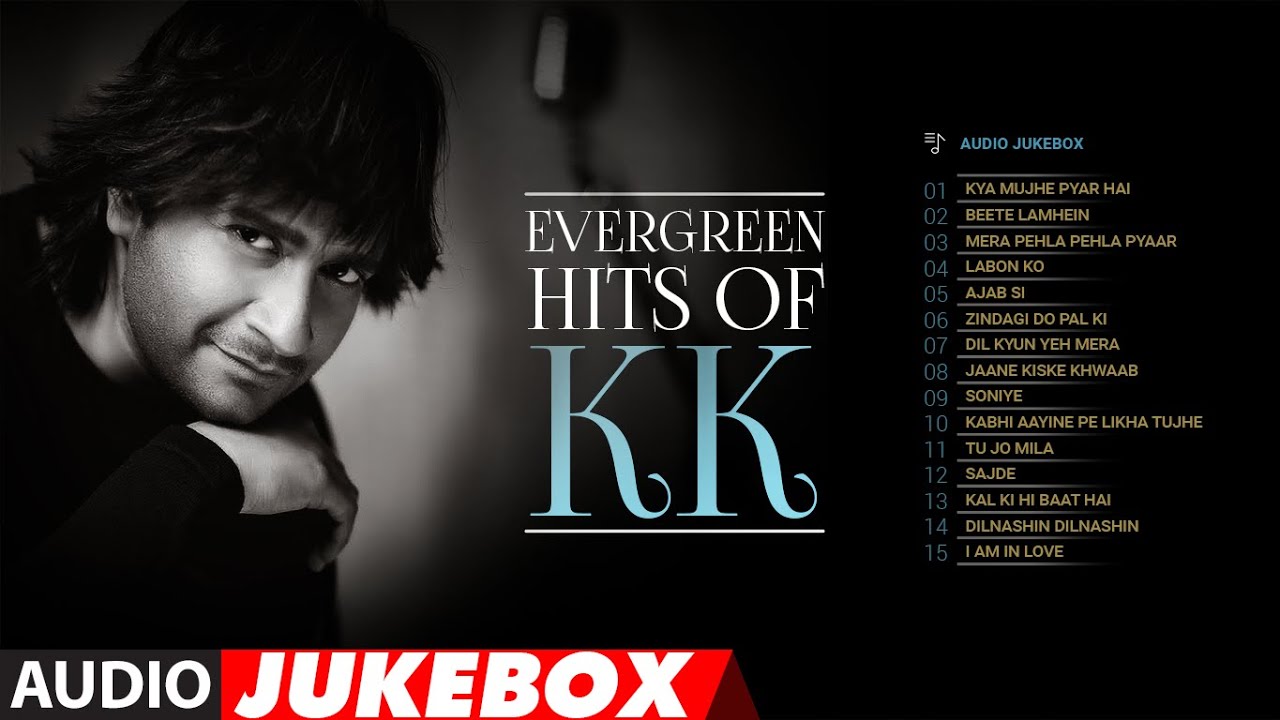 EVERGREEN
HITS OF
KK
AUDIO JUKEBOX
01 KYA MUJHE PYAR HAI
02 BEETE LAMHEIN
03 MERA PEHLA PEHLA PYAAR
04 LABON KO
05 AJAB SI
06 ZINDAGI DO PAL KI
07 DIL KYUN YEH MERA
08 JAANE KISKE KHWAAB
09 SONIYE
10 KABHI AAYINE PE LIKHA TUJHE
11 TU JO MILA
12 SAJDE
13 KAL KI HI BAAT HAI
14 DILNASHIN DILNASHIN
15 I AM IN LOVE
AUDIO JUKEBOX